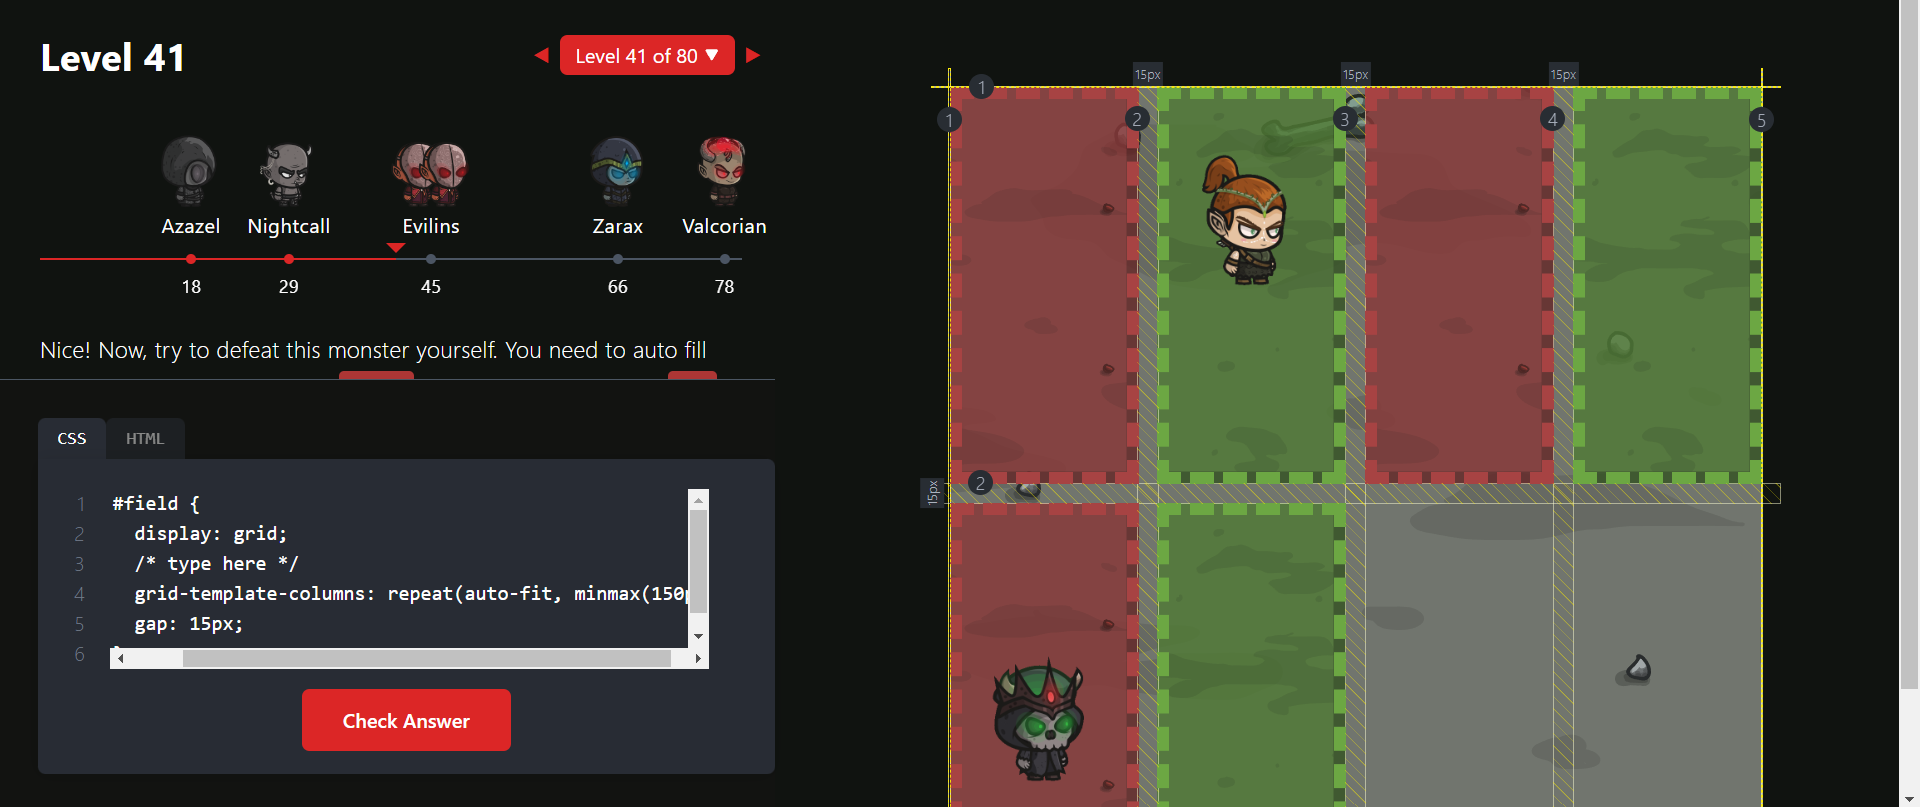 Level 41
Level 41 of 80 ▼
Azazel
Nightcall
Evilins
Zarax
Valcorian
18
29
45
66
78
Nice! Now, try to defeat this monster yourself. You need to auto fill
CSS
HTML
1 #field {
2 display: grid;
3 /* type here */
4 grid-template-columns: repeat(auto-fit, minmax(150p
5 gap: 15px;
6
Check Answer
15px
15px
15px
1
1
2
3
4
5
15px
2